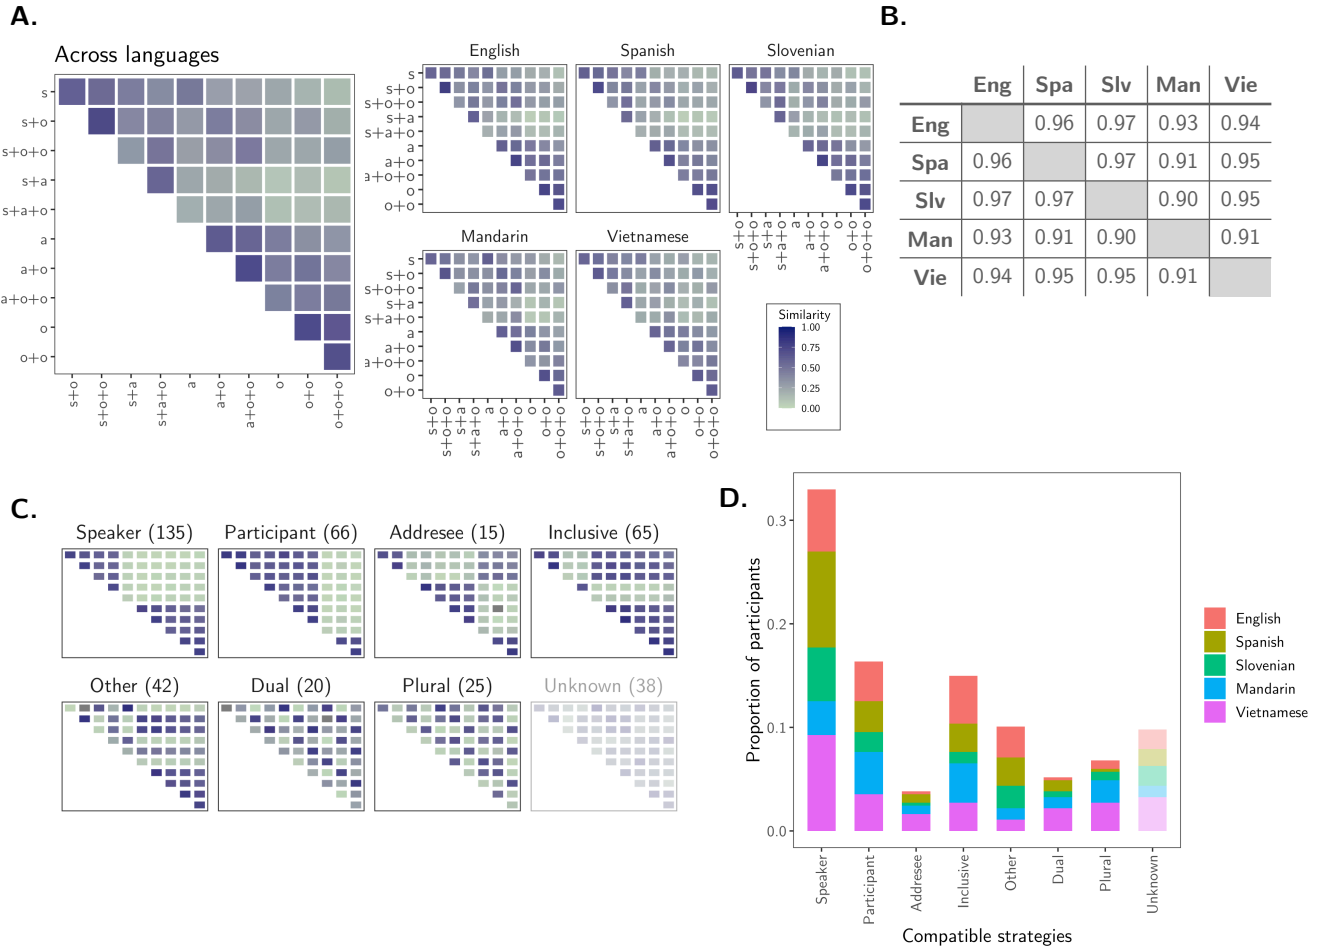 A.
Across languages
s
s+o
s+o+o
s+a
s+a+o
a
a+o
a+o+o
o
o+o
s+o
s+o+o
s+a
s+a+o
a
a+o
a+o+o
o
o+o
o+o+o
English
Spanish
Slovenian
s
s+o
s+o+o
s+a
s+a+o
a
a+o
a+o+o
o
o+o
s+o
s+o+o
s+a
s+a+o
a
a+o
a+o+o
o
o+o
o+o+o
Mandarin
Vietnamese
s
s+o
s+o+o
s+a
s+a+o
a
a+o
a+o+o
o
o+o
s+o
s+o+o
s+a
s+a+o
a
a+o
a+o+o
o
o+o
o+o+o
s+o
s+o+o
s+a
s+a+o
a
a+o
a+o+o
o
o+o
o+o+o
Similarity
1.00
0.75
0.50
0.25
0.00
B.
Eng Spa Slv Man Vie
Eng 0.96 0.97 0.93 0.94
Spa 0.96 0.97 0.91 0.95
Slv 0.97 0.97 0.90 0.95
Man 0.93 0.91 0.90 0.91
Vie 0.94 0.95 0.95 0.91
C.
Speaker (135)
Participant (66)
Addresee (15)
Inclusive (65)
Other (42)
Dual (20)
Plural (25)
Unknown (38)
D.
Proportion of participants
0.3
0.2
0.1
0.0
Speaker
Participant
Addresee
Inclusive
Other
Dual
Plural
Unknown
Compatible strategies
English
Spanish
Slovenian
Mandarin
Vietnamese